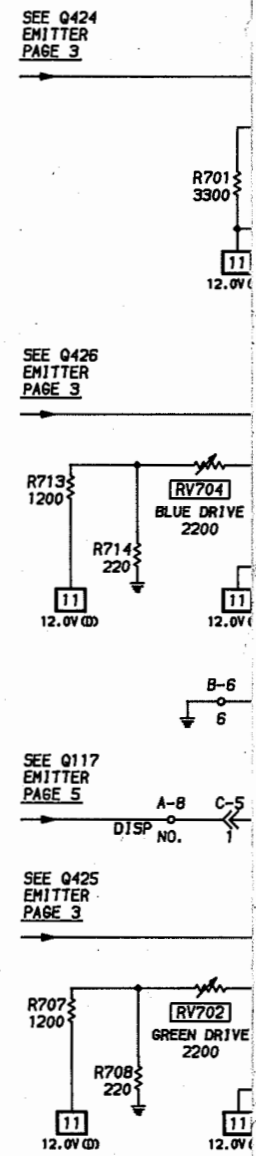 SEE Q424
EMITTER
PAGE 3
R701
3300
11
12.0V(
SEE Q426
EMITTER
PAGE 3
R713
1200
RV704
BLUE DRIVE
2200
R714
220
11
12.0V(D)
11
12.0V(
B-6
6
SEE Q117
EMITTER
PAGE 5
A-8 C-5
DISP NO. 1
SEE Q425
EMITTER
PAGE 3
R707
1200
RV702
GREEN DRIVE
2200
R708
220
11
12.0V(D)
11
12.0V(